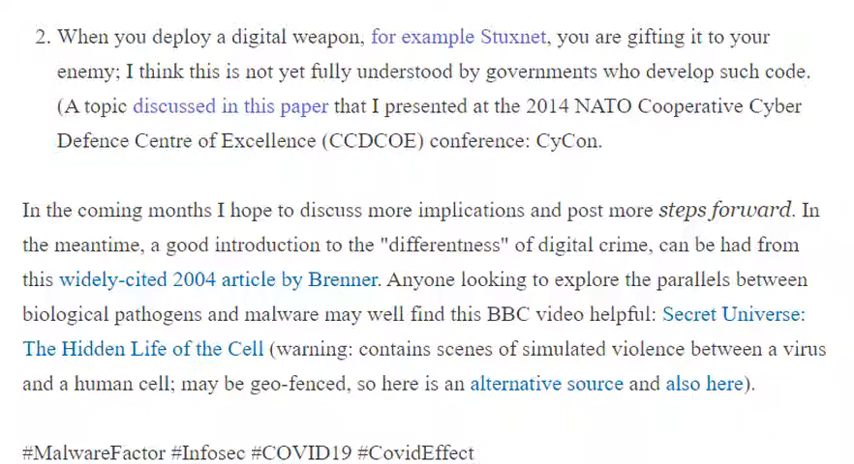 2. When you deploy a digital weapon, for example Stuxnet, you are gifting it to your
enemy; I think this is not yet fully understood by governments who develop such code.
(A topic discussed in this paper that I presented at the 2014 NATO Cooperative Cyber
Defence Centre of Excellence (CCDCOE) conference: CyCon.
In the coming months I hope to discuss more implications and post more steps forward. In
the meantime, a good introduction to the "differentness" of digital crime, can be had from
this widely-cited 2004 article by Brenner. Anyone looking to explore the parallels between
biological pathogens and malware may well find this BBC video helpful: Secret Universe:
The Hidden Life of the Cell (warning: contains scenes of simulated violence between a virus
and a human cell; may be geo-fenced, so here is an alternative source and also here).
#MalwareFactor #Infosec #COVID19 #CovidEffect